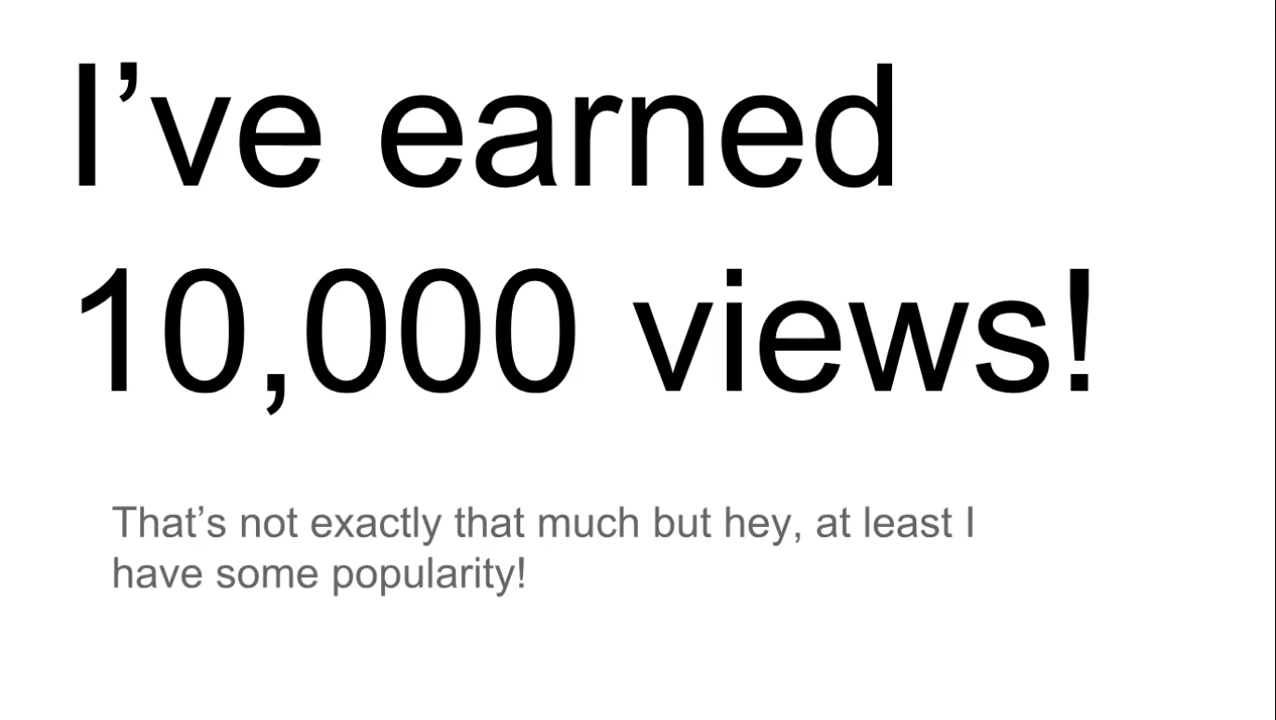 I’ve earned
10,000 views!
That’s not exactly that much but hey, at least I
have some popularity!